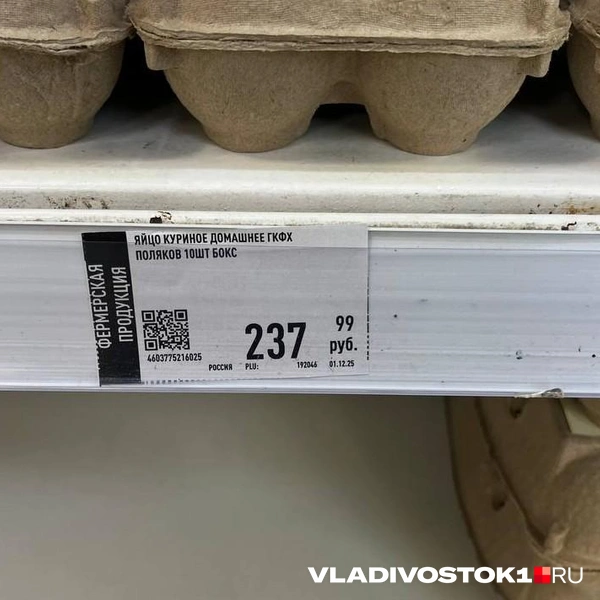 ЯЙЦО КУРИНОЕ ДОМАШНЕЕ ГКФХ
ПОЛЯКОВ 10ШТ БОКС
ФЕРМЕРСКАЯ
ПРОДУКЦИЯ
237 99
руб.
4603775216025
РОССИЯ PLU: 192046 01.12.25
VLADIVOSTOK1.RU